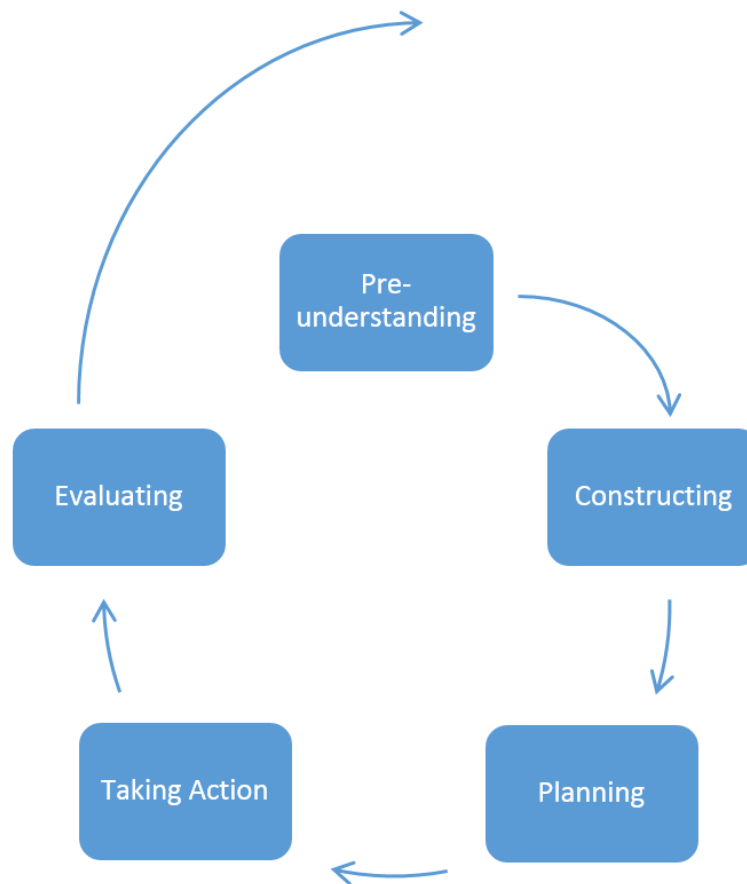 Pre-
understanding
Constructing
Planning
Taking Action
Evaluating